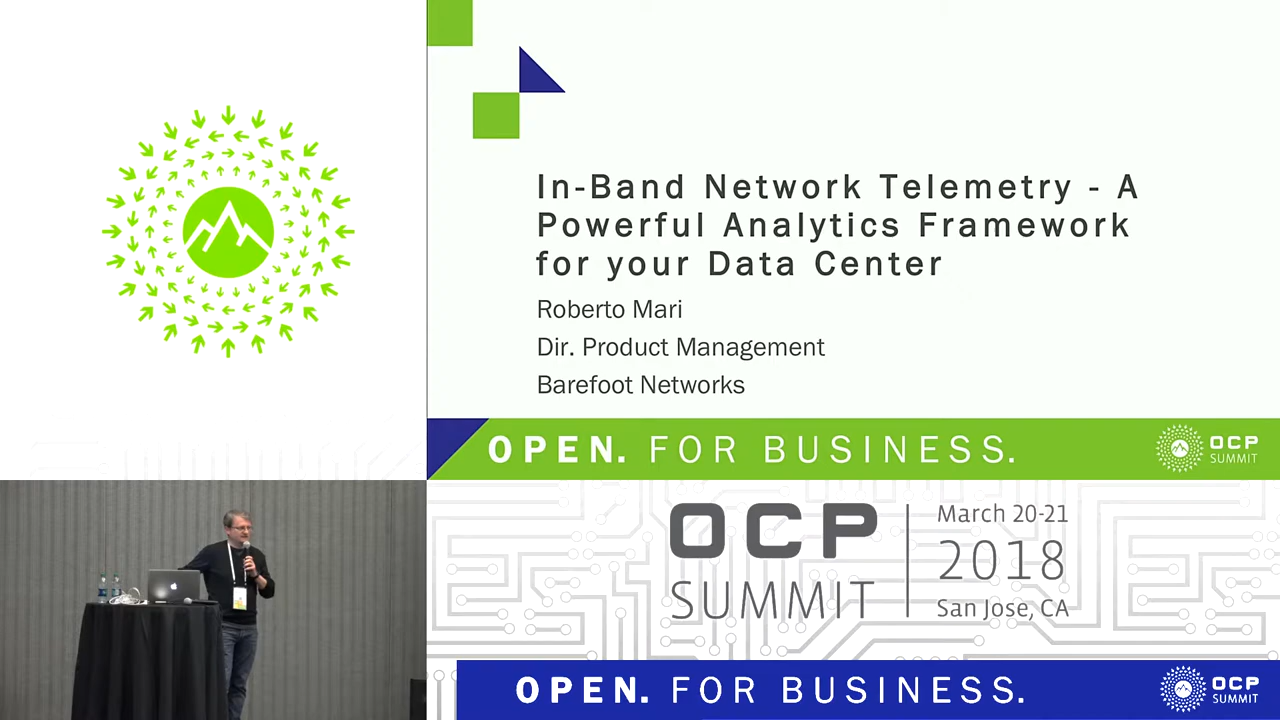 In-Band Network Telemetry - A
Powerful Analytics Framework
for your Data Center
Roberto Mari
Dir. Product Management
Barefoot Networks
OPEN. FOR BUSINESS.
OCP
SUMMIT
OCP
SUMMIT
March 20-21
2018
San Jose, CA
OPEN. FOR BUSINESS.
OCP
SUMMIT